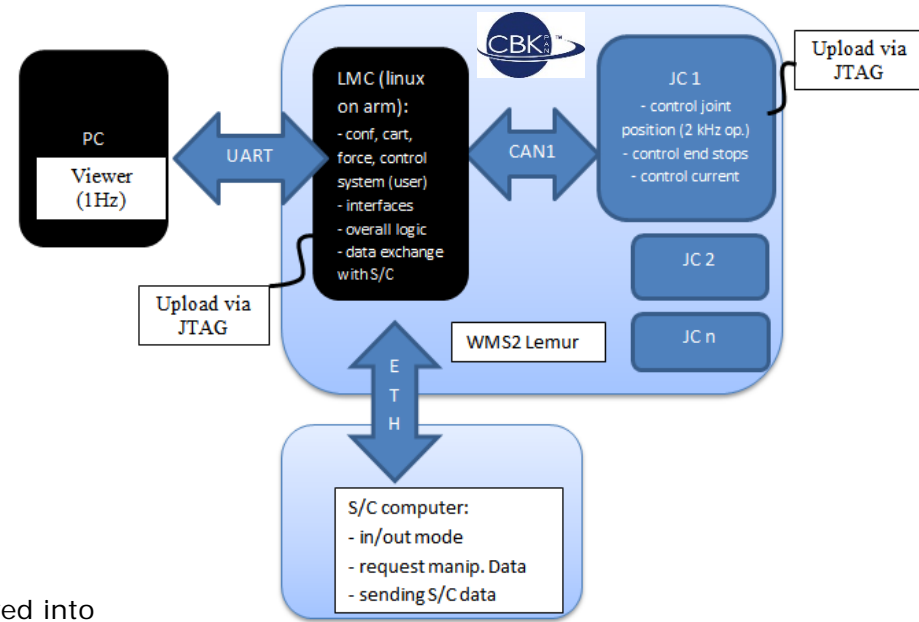 CBK
PAN
™
PC
Viewer
(1Hz)
UART
LMC (linux
on arm):
- conf, cart,
force, control
system (user)
- interfaces
- overall logic
- data exchange
with S/C
CAN1
JC 1
- control joint
position (2 kHz op.)
- control end stops
- control current
Upload via
JTAG
JC 2
JC n
Upload via
JTAG
WMS2 Lemur
E
T
H
S/C computer:
- in/out mode
- request manip. Data
- sending S/C data
ed into